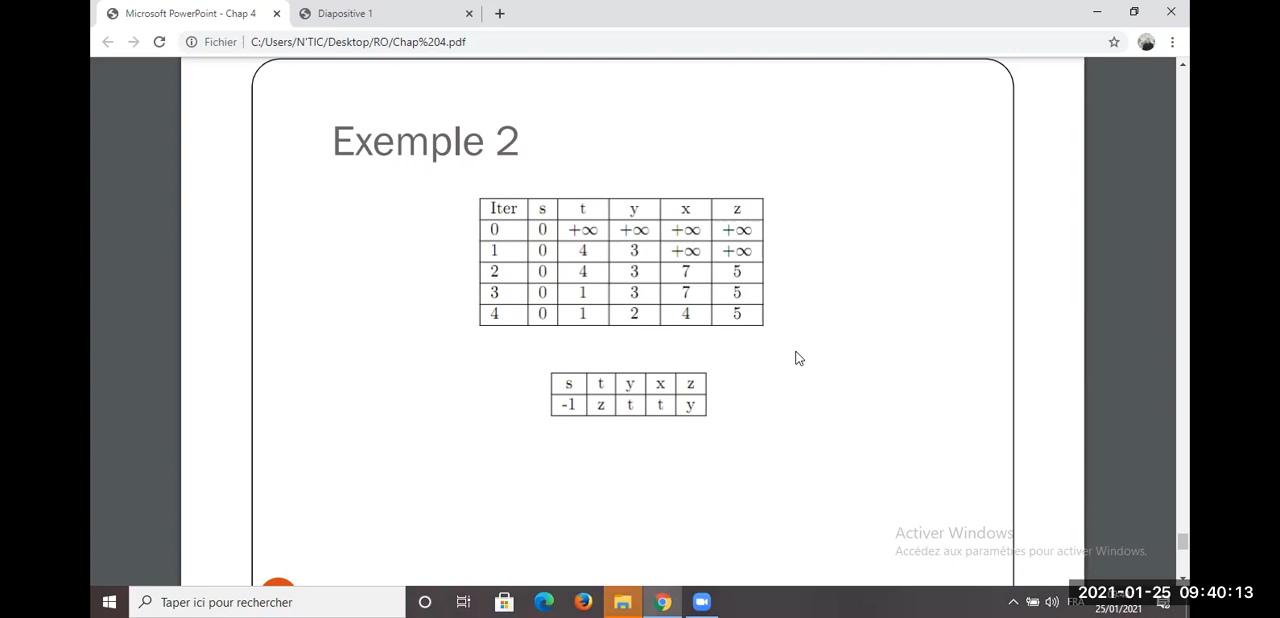 Microsoft PowerPoint - Chap 4
Diapositive 1
Fichier C:/Users/N'TIC/Desktop/RO/Chap%204.pdf
Exemple 2
Iter s t y x z
0 0 +∞ +∞ +∞ +∞
1 0 4 3 +∞ +∞
2 0 4 3 7 5
3 0 1 3 7 5
4 0 1 2 4 5
s t y x z
-1 z t t y
Activer Windows
Accédez aux paramètres pour activer Windows.
Taper ici pour rechercher
FRA
2021-01-25 09:40:13
25/01/2021